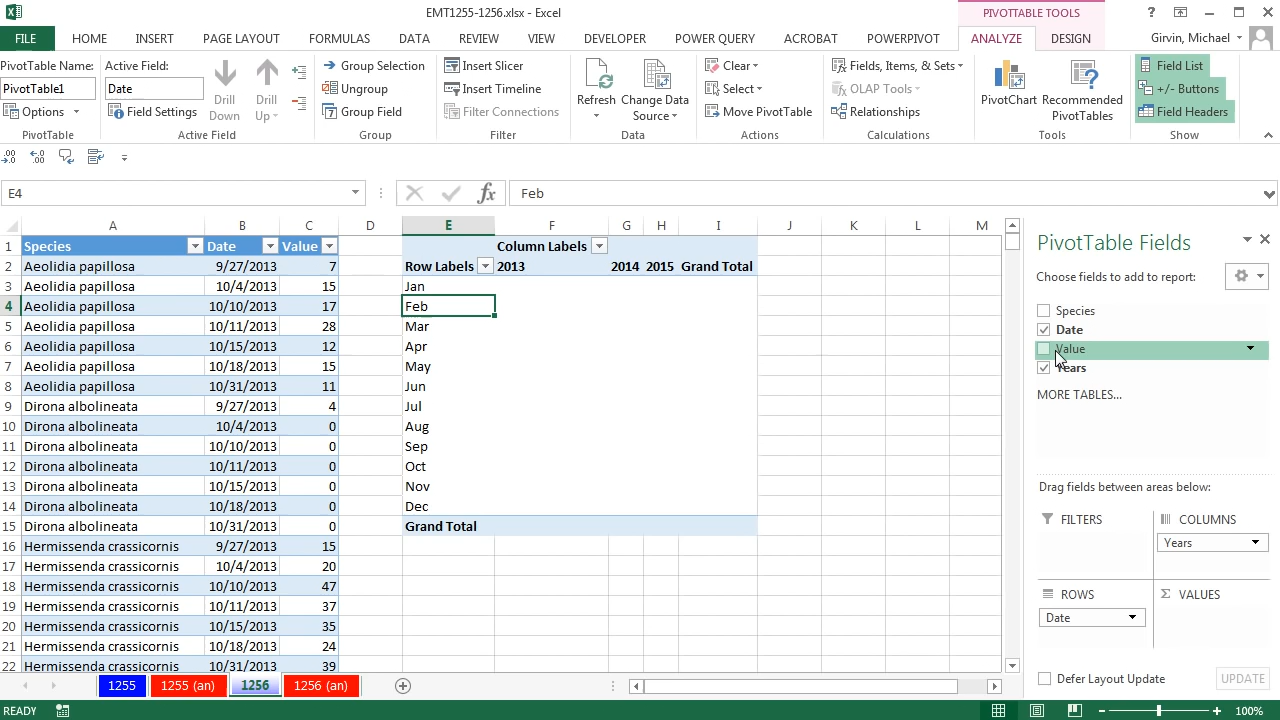 EMT1255-1256.xlsx - Excel
PIVOTTABLE TOOLS
FILE HOME INSERT PAGE LAYOUT FORMULAS DATA REVIEW VIEW DEVELOPER POWER QUERY ACROBAT POWERPIVOT ANALYZE DESIGN Girvin, Michael
PivotTable Name:
PivotTable1
Options
PivotTable
Active Field:
Date
Field Settings
Drill Down
Drill Up
Active Field
Group Selection
Ungroup
Group Field
Group
Insert Slicer
Insert Timeline
Filter Connections
Filter
Refresh
Change Data Source
Data
Clear
Select
Move PivotTable
Actions
Fields, Items, & Sets
OLAP Tools
Relationships
Calculations
PivotChart
Recommended PivotTables
Tools
Field List
+/- Buttons
Field Headers
Show
E4 fx Feb
A B C D E F G H I J K L M
1 Species Date Value Column Labels
2 Aeolidia papillosa 9/27/2013 7 Row Labels 2013 2014 2015 Grand Total
3 Aeolidia papillosa 10/4/2013 15 Jan
4 Aeolidia papillosa 10/10/2013 17 Feb
5 Aeolidia papillosa 10/11/2013 28 Mar
6 Aeolidia papillosa 10/15/2013 12 Apr
7 Aeolidia papillosa 10/18/2013 15 May
8 Aeolidia papillosa 10/31/2013 11 Jun
9 Dirona albolineata 9/27/2013 4 Jul
10 Dirona albolineata 10/4/2013 0 Aug
11 Dirona albolineata 10/10/2013 0 Sep
12 Dirona albolineata 10/11/2013 0 Oct
13 Dirona albolineata 10/15/2013 0 Nov
14 Dirona albolineata 10/18/2013 0 Dec
15 Dirona albolineata 10/31/2013 0 Grand Total
16 Hermissenda crassicornis 9/27/2013 15
17 Hermissenda crassicornis 10/4/2013 20
18 Hermissenda crassicornis 10/10/2013 47
19 Hermissenda crassicornis 10/11/2013 37
20 Hermissenda crassicornis 10/15/2013 35
21 Hermissenda crassicornis 10/18/2013 24
22 Hermissenda crassicornis 10/31/2013 39
PivotTable Fields
Choose fields to add to report:
Species
Date
Value
Years
MORE TABLES...
Drag fields between areas below:
FILTERS
COLUMNS
Years
ROWS
Date
Σ VALUES
Defer Layout Update UPDATE
1255 1255 (an) 1256 1256 (an)
READY 100%